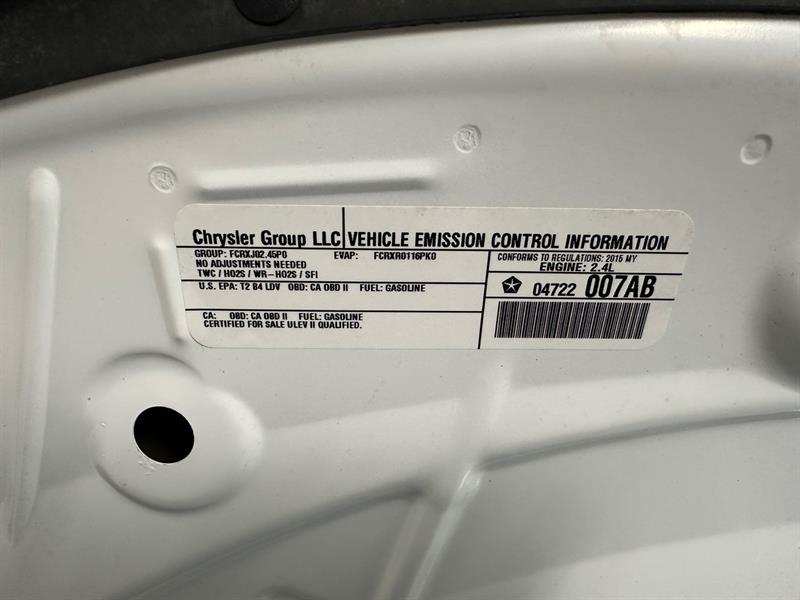 Chrysler Group LLC VEHICLE EMISSION CONTROL INFORMATION
GROUP: FCRXJ02.45P0 EVAP: FCRXR0116PK0
NO ADJUSTMENTS NEEDED
TWC / HO2S / WR-HO2S / SFI
U.S. EPA: T2 B4 LDV OBD: CA OBD II FUEL: GASOLINE
CA: OBD: CA OBD II FUEL: GASOLINE
CERTIFIED FOR SALE ULEV II QUALIFIED.
CONFORMS TO REGULATIONS: 2015 MY
ENGINE: 2.4L
04722 007AB